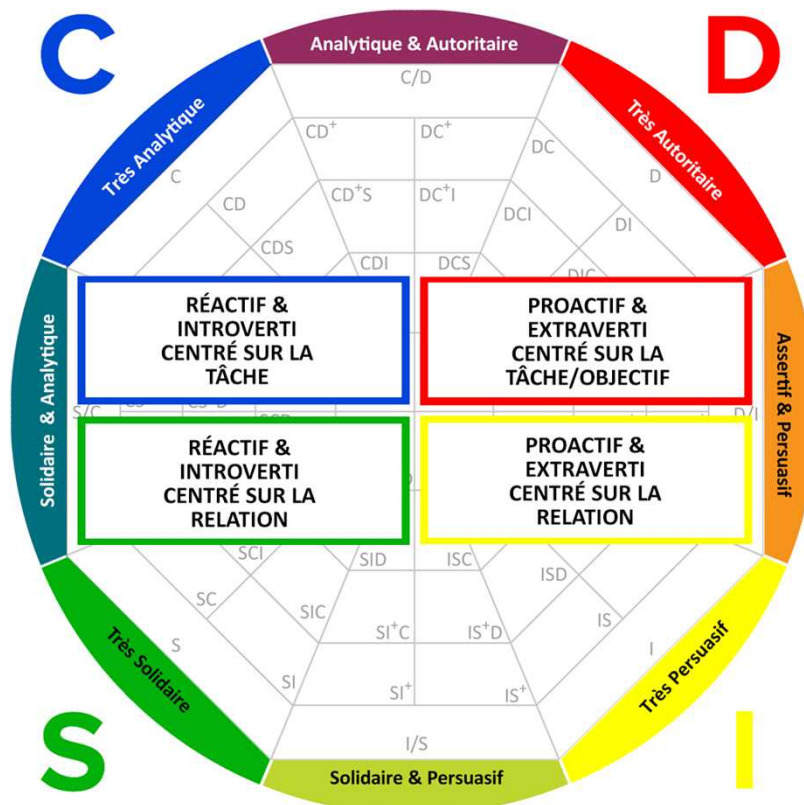 C
D
Analytique & Autoritaire
Très Analytique
Très Autoritaire
C/D
CD⁺
DC⁺
C
DC
D
CD
CD⁺S
DC⁺I
DCI
DI
CDS
CDI
DCS
DIC
RÉACTIF &
INTROVERTI
CENTRÉ SUR LA
TÂCHE
PROACTIF &
EXTRAVERTI
CENTRÉ SUR LA
TÂCHE/OBJECTIF
Solidaire & Analytique
Assertif & Persuasif
S/C
D/I
RÉACTIF &
INTROVERTI
CENTRÉ SUR LA
RELATION
PROACTIF &
EXTRAVERTI
CENTRÉ SUR LA
RELATION
SCI
SID
ISC
ISD
SC
SIC
IS
S
SI⁺C
IS⁺D
I
SI
SI⁺
IS⁺
I/S
Très Solidaire
Très Persuasif
Solidaire & Persuasif
S
I